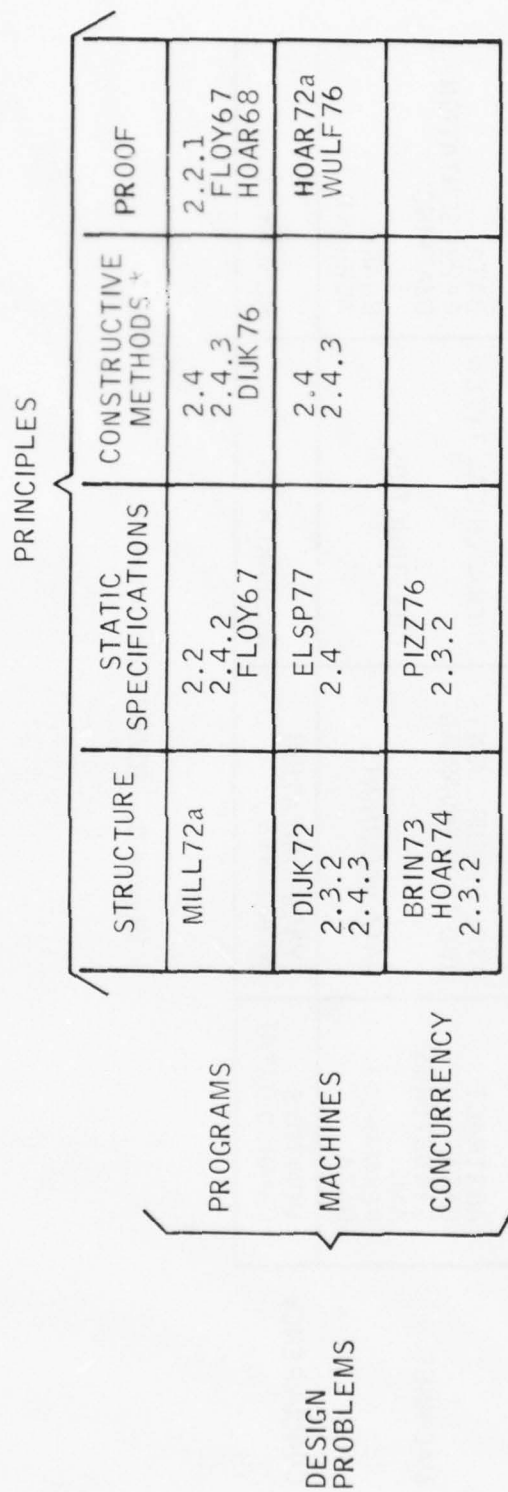 PRINCIPLES
STRUCTURE
STATIC
SPECIFICATIONS
CONSTRUCTIVE
METHODS
PROOF
DESIGN
PROBLEMS
PROGRAMS
MILL72a
2.2
2.4.2
FLOY67
2.4
2.4.3
DIJK76
2.2.1
FLOY67
HOAR68
MACHINES
DIJK72
2.3.2
2.4.3
ELSP77
2.4
2.4
2.4.3
HOAR72a
WULF76
CONCURRENCY
BRIN73
HOAR74
2.3.2
PIZZ76
2.3.2